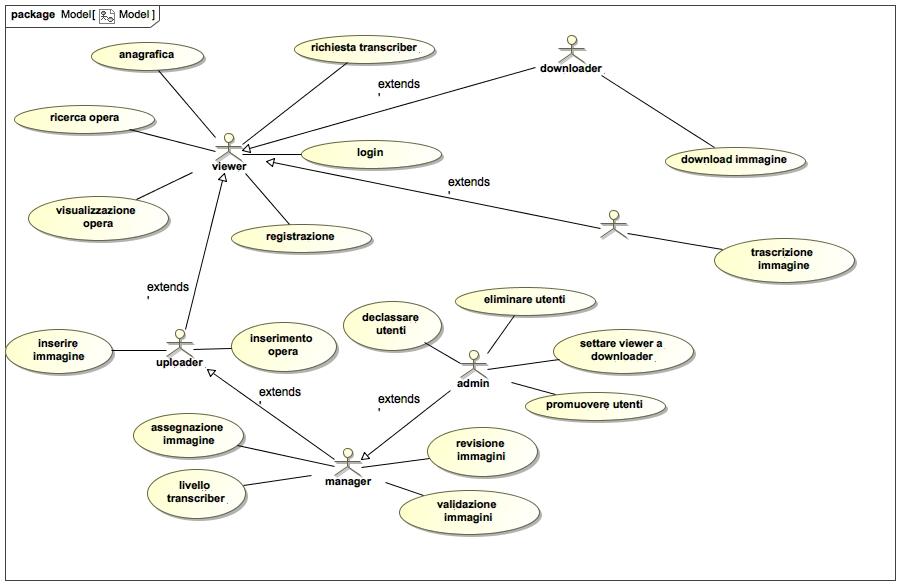 package Model[ Model ]
anagrafica
richiesta transcriber
downloader
extends
,
ricerca opera
login
download immagine
viewer
extends
,
visualizzazione
opera
registrazione
trascrizione
immagine
extends
,
eliminare utenti
declassare
utenti
inserire
immagine
uploader
inserimento
opera
settare viewer a
downloader
admin
extends
,
extends
,
promuovere utenti
assegnazione
immagine
revisione
immagini
manager
livello
transcriber
validazione
immagini